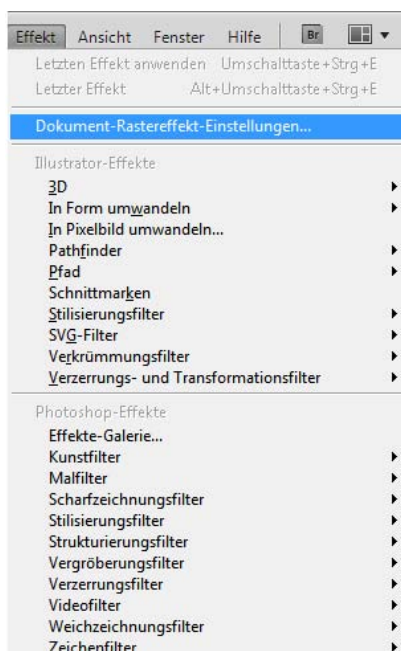 Effekt Ansicht Fenster Hilfe Br
Letzten Effekt anwenden Umschalttaste+Strg+E
Letzter Effekt Alt+Umschalttaste+Strg+E
Dokument-Rastereffekt-Einstellungen...
Illustrator-Effekte
3D
In Form umwandeln
In Pixelbild umwandeln...
Pathfinder
Pfad
Schnittmarken
Stilisierungsfilter
SVG-Filter
Verkrümmungsfilter
Verzerrungs- und Transformationsfilter
Photoshop-Effekte
Effekte-Galerie...
Kunstfilter
Malfilter
Scharfzeichnungsfilter
Stilisierungsfilter
Strukturierungsfilter
Vergröberungsfilter
Verzerrungsfilter
Videofilter
Weichzeichnungsfilter
Zeichenfilter